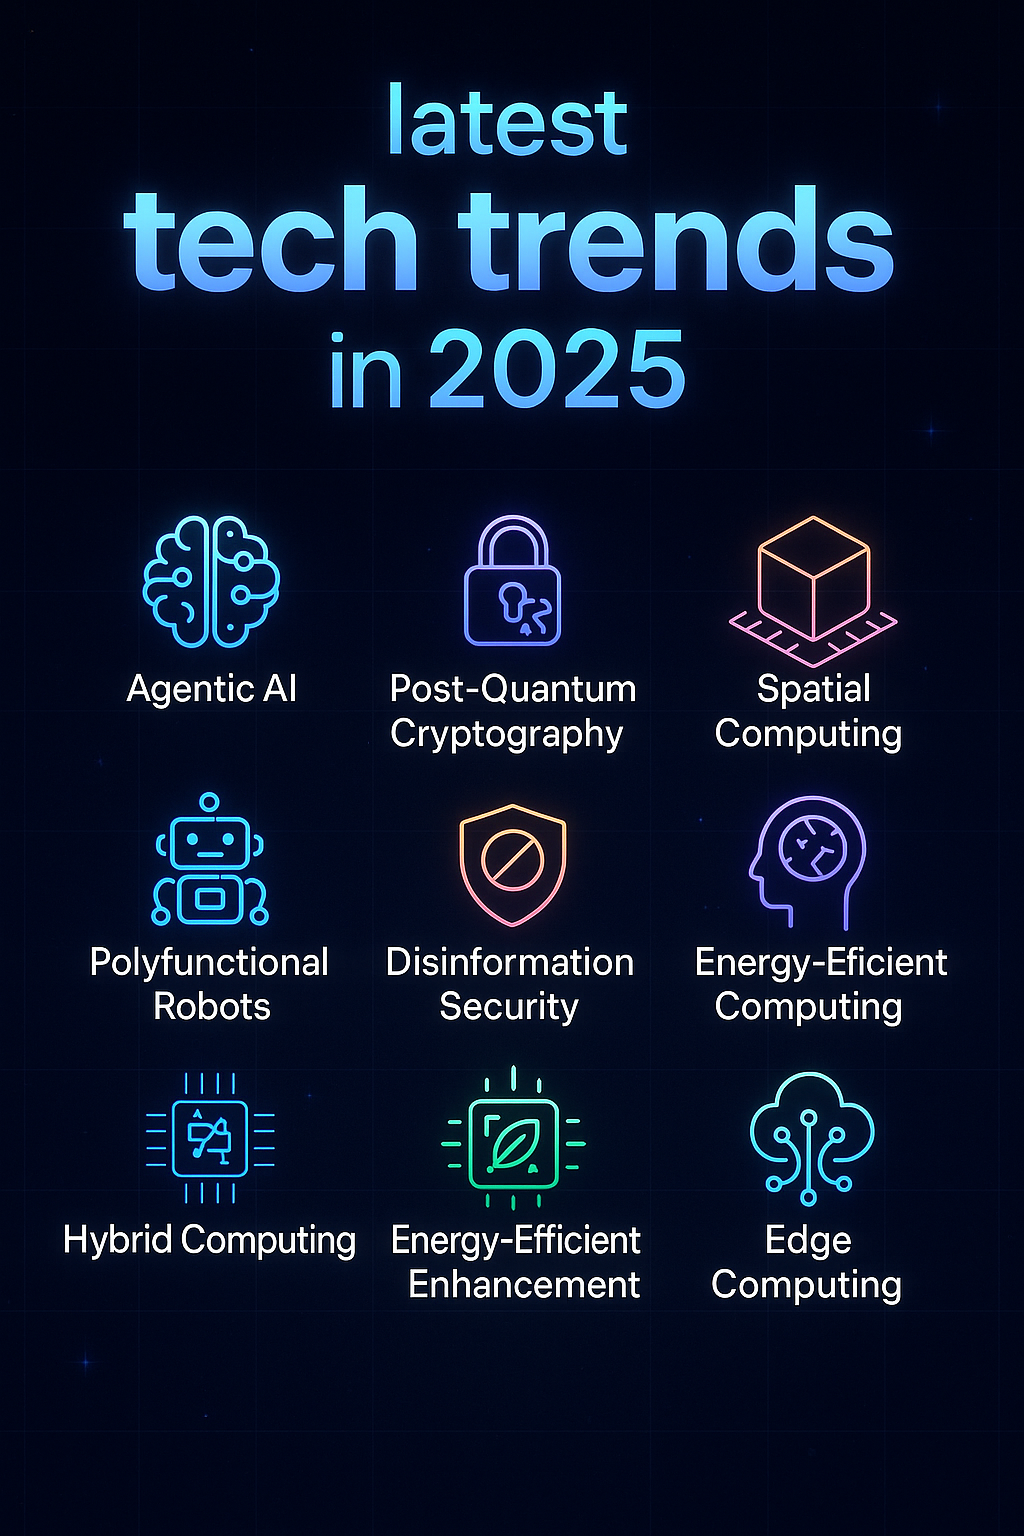 latest
tech trends
in 2025
Agentic AI
Post-Quantum
Cryptography
Spatial
Computing
Polyfunctional
Robots
Disinformation
Security
Energy-Eficient
Computing
Hybrid Computing
Energy-Efficient
Enhancement
Edge
Computing